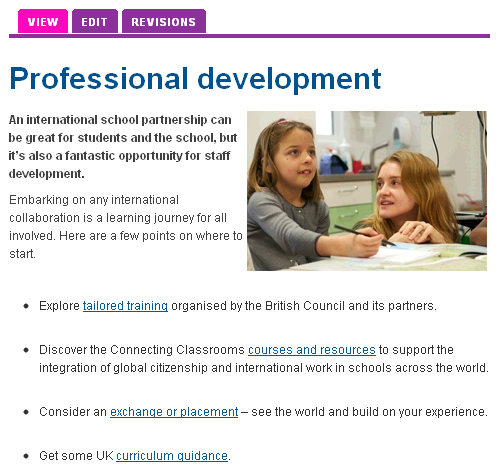 VIEW EDIT REVISIONS
Professional development
An international school partnership can
be great for students and the school, but
it's also a fantastic opportunity for staff
development.
Embarking on any international
collaboration is a learning journey for all
involved. Here are a few points on where to
start.
• Explore tailored training organised by the British Council and its partners.
• Discover the Connecting Classrooms courses and resources to support the
integration of global citizenship and international work in schools across the world.
• Consider an exchange or placement – see the world and build on your experience.
• Get some UK curriculum guidance.